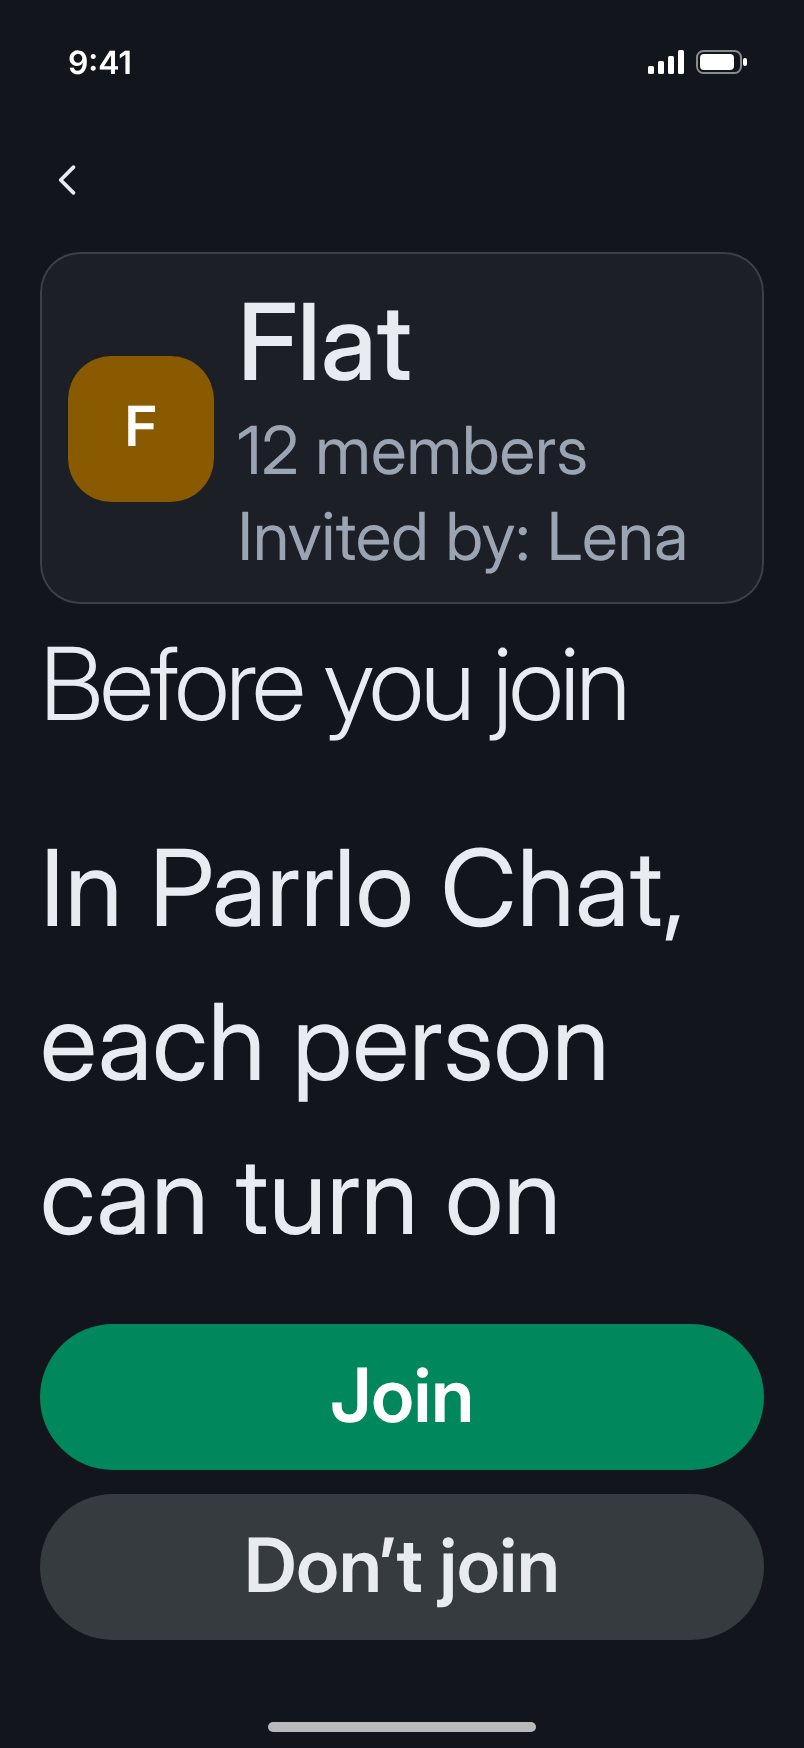 9:41
F
Flat
12 members
Invited by: Lena
Before you join
In Parrlo Chat,
each person
can turn on
Join
Don’t join